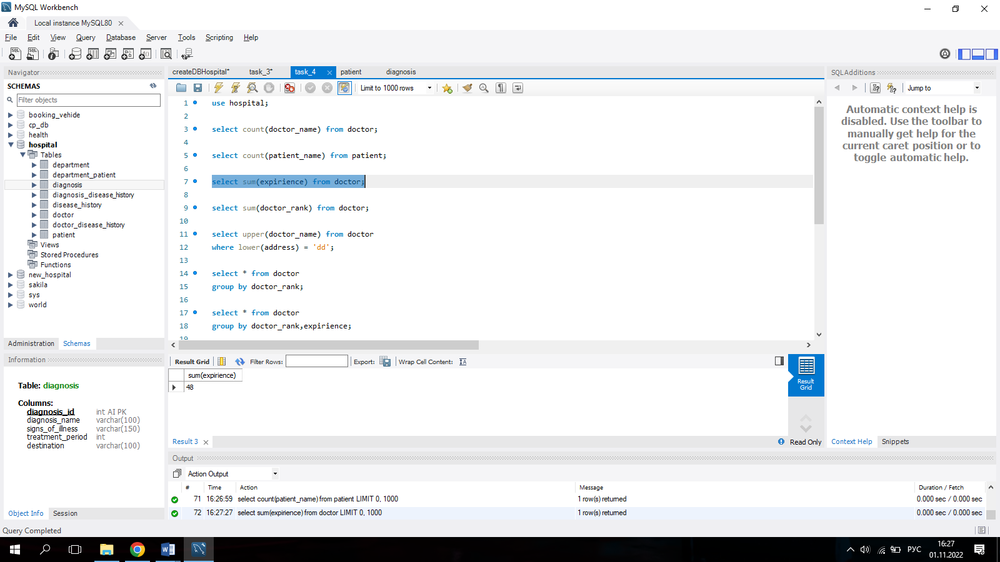 MySQL Workbench
Local instance MySQL80
File Edit View Query Database Server Tools Scripting Help
Navigator
SCHEMAS
Filter objects
booking_vehide
cp_db
health
hospital
Tables
department
department_patient
diagnosis
diagnosis_disease_history
disease_history
doctor
doctor_disease_history
patient
Views
Stored Procedures
Functions
new_hospital
sakila
sys
world
Administration Schemas
Information
Table: diagnosis
Columns:
diagnosis_id int AI PK
diagnosis_name varchar(100)
signs_of_illness varchar(150)
treatment_period int
destination varchar(100)
Object Info Session
Query Completed
createDBHospital* task_3* task_4 patient diagnosis
Limit to 1000 rows
1 use hospital;
2
3 select count(doctor_name) from doctor;
4
5 select count(patient_name) from patient;
6
7 select sum(expirience) from doctor;
8
9 select sum(doctor_rank) from doctor;
10
11 select upper(doctor_name) from doctor
12 where lower(address) = 'dd';
13
14 select * from doctor
15 group by doctor_rank;
16
17 select * from doctor
18 group by doctor_rank,expirience;
19
Result Grid Filter Rows: Export: Wrap Cell Content:
sum(expirience)
48
Result Grid
Result 3
Read Only
Output
Action Output
# Time Action Message Duration / Fetch
71 16:26:59 select count(patient_name) from patient LIMIT 0, 1000 1 row(s) returned 0.000 sec / 0.000 sec
72 16:27:27 select sum(expirience) from doctor LIMIT 0, 1000 1 row(s) returned 0.000 sec / 0.000 sec
SQLAdditions
Jump to
Automatic context help is
disabled. Use the toolbar to
manually get help for the
current caret position or to
toggle automatic help.
Context Help Snippets
РУС
16:27
01.11.2022